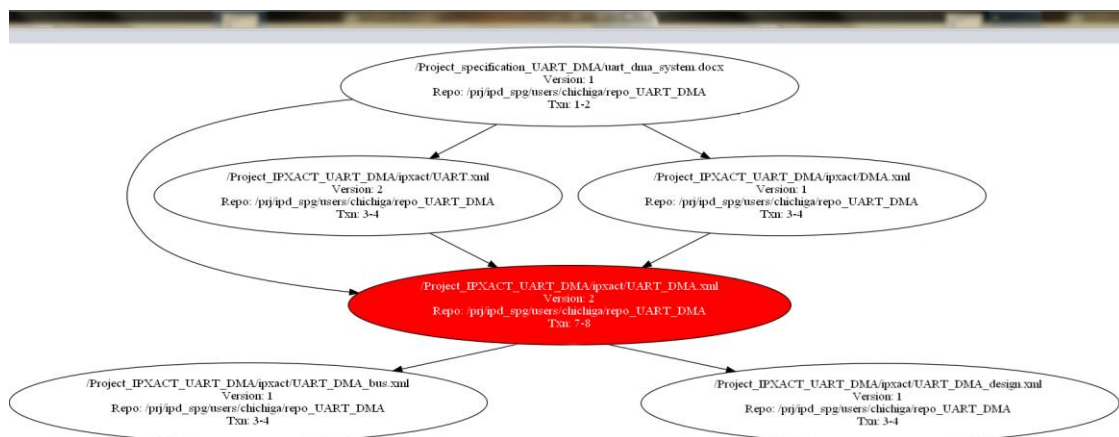 /Project_specification_UART_DMA/uart_dma_system.docx
Version: 1
Repo: /prj/ipd_spg/users/chichiga/repo_UART_DMA
Txn: 1-2
/Project_IPXACT_UART_DMA/ipxact/UART.xml
Version: 2
Repo: /prj/ipd_spg/users/chichiga/repo_UART_DMA
Txn: 3-4
/Project_IPXACT_UART_DMA/ipxact/DMA.xml
Version: 1
Repo: /prj/ipd_spg/users/chichiga/repo_UART_DMA
Txn: 3-4
/Project_IPXACT_UART_DMA/ipxact/UART_DMA.xml
Version: 2
Repo: /prj/ipd_spg/users/chichiga/repo_UART_DMA
Txn: 7-8
/Project_IPXACT_UART_DMA/ipxact/UART_DMA_bus.xml
Version: 1
Repo: /prj/ipd_spg/users/chichiga/repo_UART_DMA
Txn: 3-4
/Project_IPXACT_UART_DMA/ipxact/UART_DMA_design.xml
Version: 1
Repo: /prj/ipd_spg/users/chichiga/repo_UART_DMA
Txn: 3-4